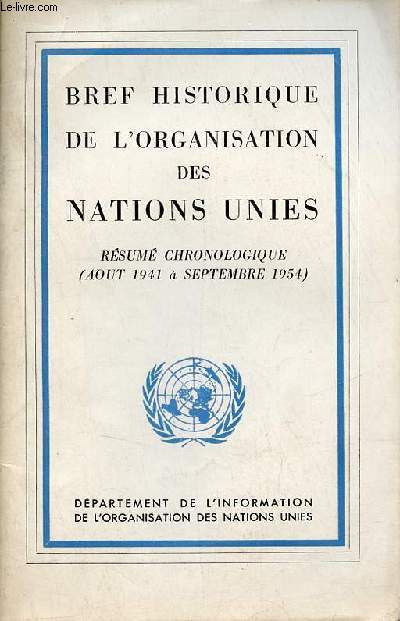 Le-livre.com
BREF HISTORIQUE
DE L'ORGANISATION
DES
NATIONS UNIES
RÉSUMÉ CHRONOLOGIQUE
(AOUT 1941 à SEPTEMBRE 1954)
DÉPARTEMENT DE L'INFORMATION
DE L'ORGANISATION DES NATIONS UNIES